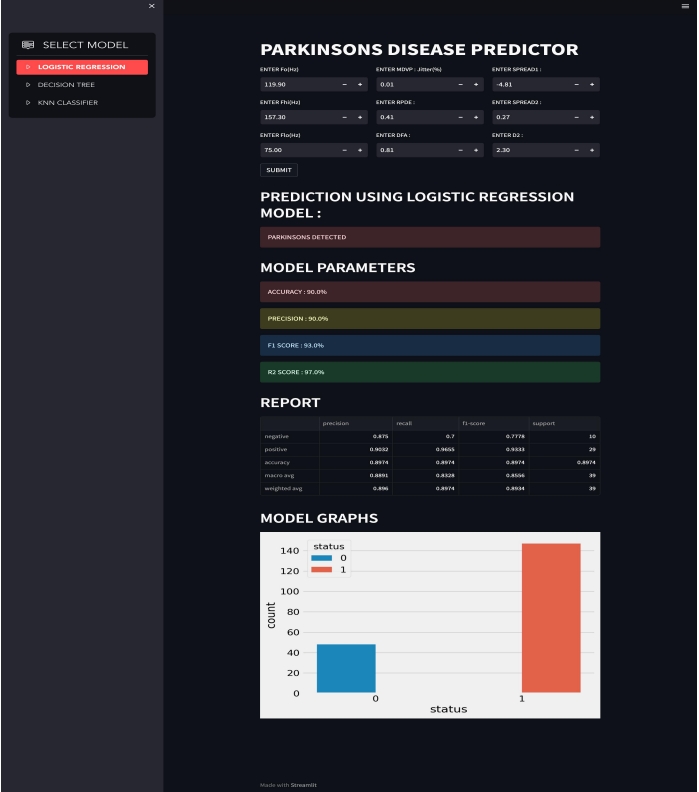 ×
SELECT MODEL
LOGISTIC REGRESSION
DECISION TREE
KNN CLASSIFIER
PARKINSONS DISEASE PREDICTOR
ENTER Fo(Hz) ENTER MDVP : Jitter(%) ENTER SPREAD1 :
119.90 − + 0.01 − + -4.81 − +
ENTER Fhi(Hz) ENTER RPDE : ENTER SPREAD2 :
157.30 − + 0.41 − + 0.27 − +
ENTER Flo(Hz) ENTER DFA : ENTER D2 :
75.00 − + 0.81 − + 2.30 − +
SUBMIT
PREDICTION USING LOGISTIC REGRESSION
MODEL :
PARKINSONS DETECTED
MODEL PARAMETERS
ACCURACY : 90.0%
PRECISION : 90.0%
F1 SCORE : 93.0%
R2 SCORE : 97.0%
REPORT
precision recall f1-score support
negative 0.875 0.7 0.7778 10
positive 0.9032 0.9655 0.9333 29
accuracy 0.8974 0.8974 0.8974 0.8974
macro avg 0.8891 0.8328 0.8556 39
weighted avg 0.896 0.8974 0.8934 39
MODEL GRAPHS
status
0
1
140
120
100
80
60
40
20
0
count
0 1
status
Made with Streamlit